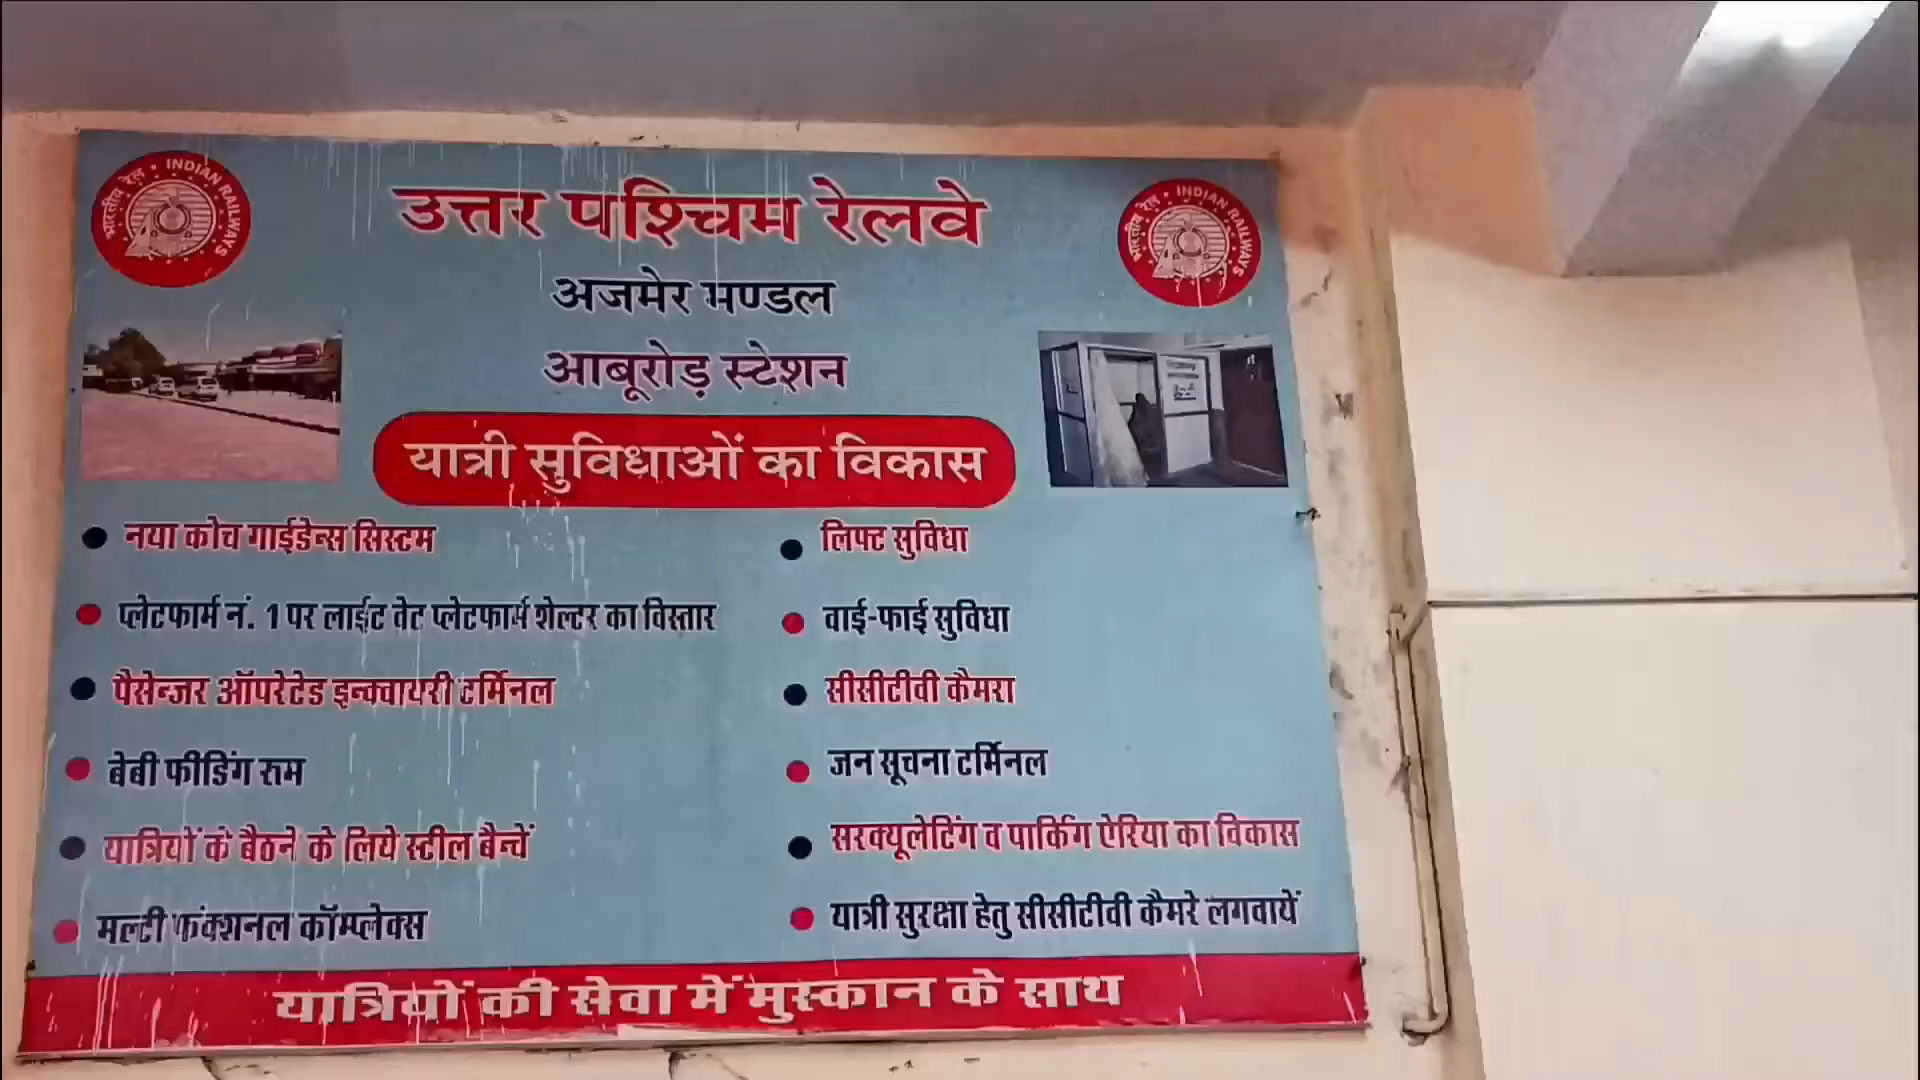 भारतीय रेल • INDIAN RAILWAYS
उत्तर पश्चिम रेलवे
भारतीय रेल • INDIAN RAILWAYS
अजमेर मण्डल
आबूरोड़ स्टेशन
यात्री सुविधाओं का विकास
नया कोच गाईडेन्स सिस्टम
प्लेटफार्म नं. 1 पर लाईट वेट प्लेटफार्म शेल्टर का विस्तार
पैसेन्जर ऑपरेटेड इन्क्वायरी टर्मिनल
बेबी फीडिंग रूम
यात्रियों के बैठने के लिये स्टील बैन्चें
मल्टी फंक्शनल कॉम्प्लेक्स
लिफ्ट सुविधा
वाई-फाई सुविधा
सीसीटीवी कैमरा
जन सूचना टर्मिनल
सरक्यूलेटिंग व पार्किंग ऐरिया का विकास
यात्री सुरक्षा हेतु सीसीटीवी कैमरे लगवायें
यात्रियों की सेवा में मुस्कान के साथ